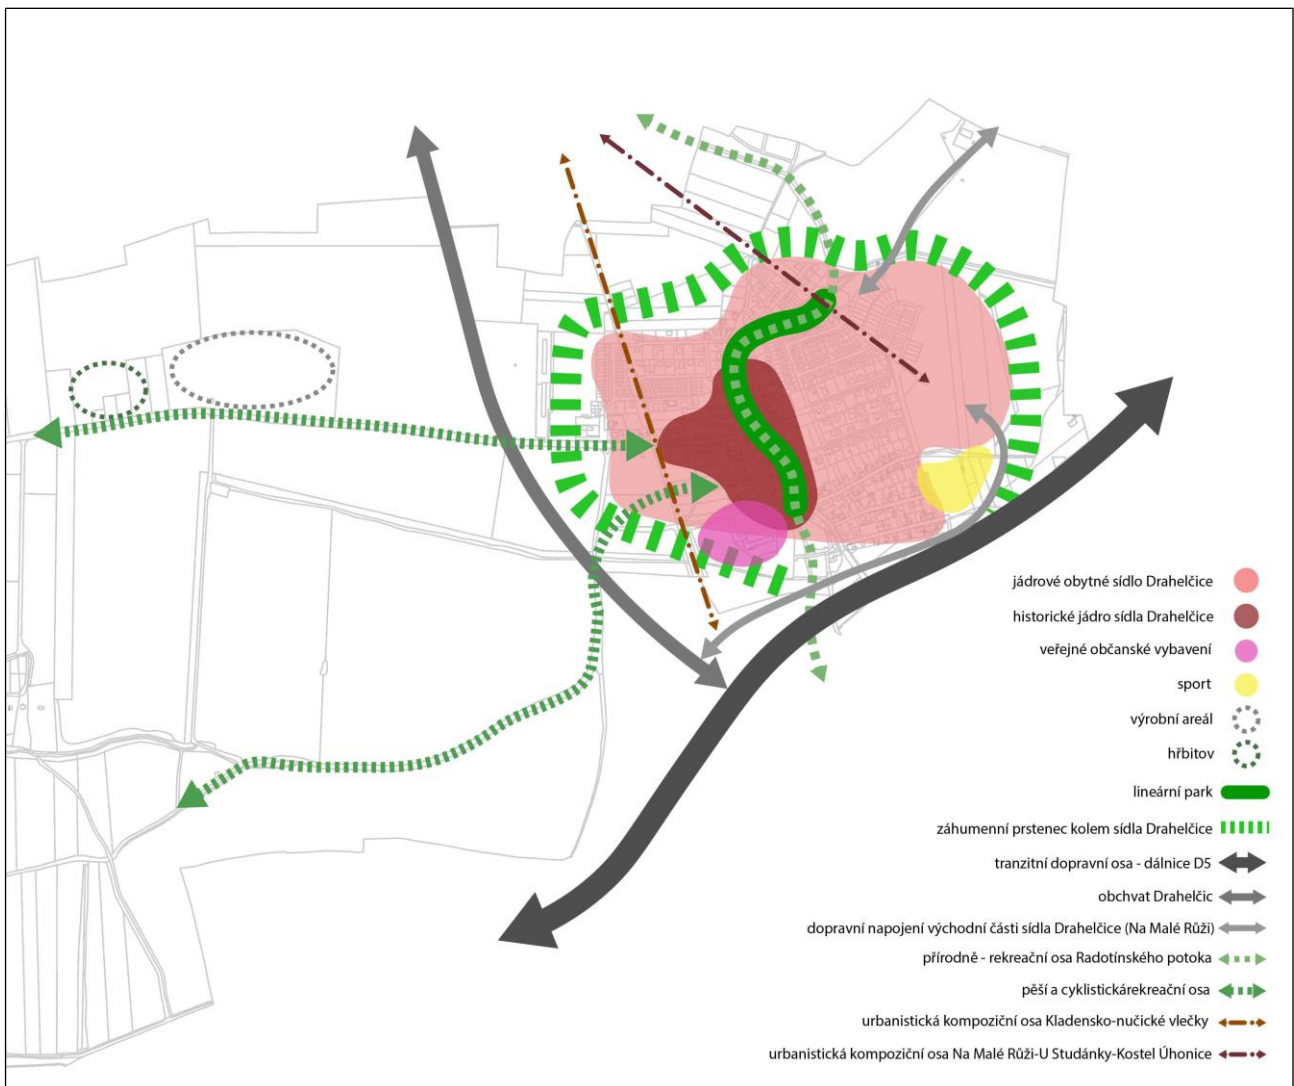 jádrové obytné sídlo Drahelčice
historické jádro sídla Drahelčice
veřejné občanské vybavení
sport
výrobní areál
hřbitov
lineární park
záhumenní prstenec kolem sídla Drahelčice
tranzitní dopravní osa - dálnice D5
obchvat Drahelčic
dopravní napojení východní části sídla Drahelčice (Na Malé Růži)
přírodně - rekreační osa Radotínského potoka
pěší a cyklistickárekreační osa
urbanistická kompoziční osa Kladensko-nučické vlečky
urbanistická kompoziční osa Na Malé Růži-U Studánky-Kostel Úhonice